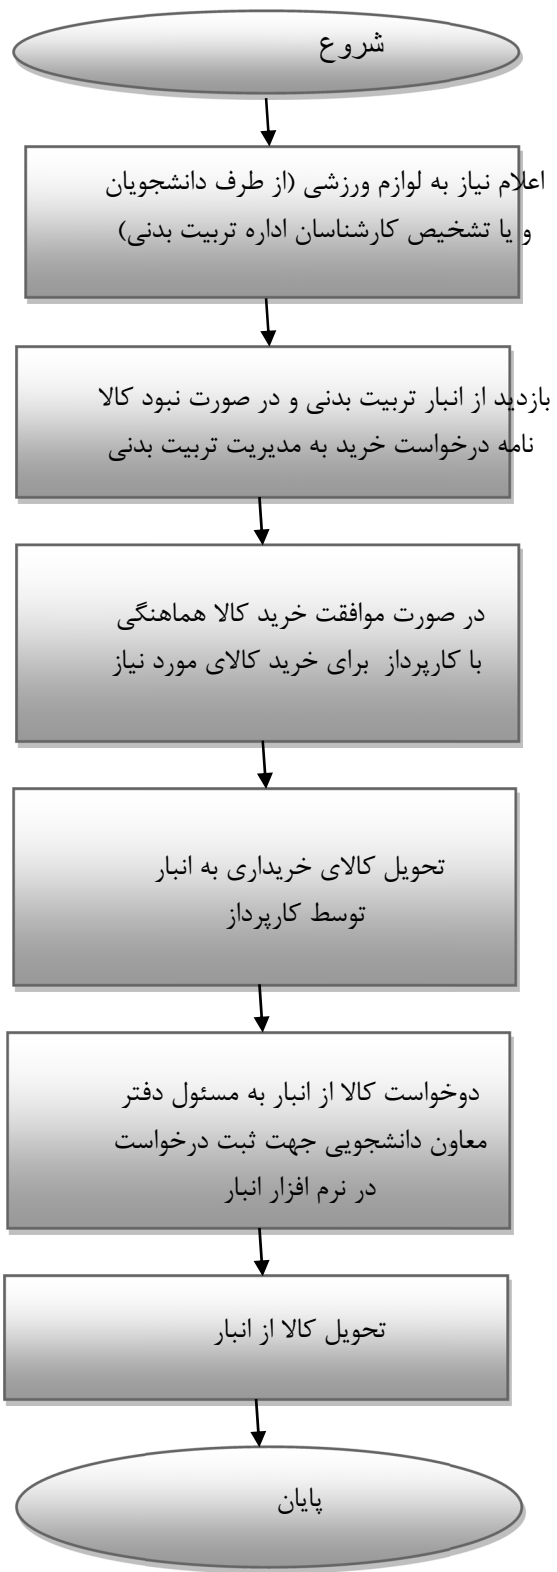 شروع
اعلام نیاز به لوازم ورزشی (از طرف دانشجویان
و یا تشخیص کارشناسان اداره تربیت بدنی)
بازدید از انبار تربیت بدنی و در صورت نبود کالا
نامه درخواست خرید به مدیریت تربیت بدنی
در صورت موافقت خرید کالا هماهنگی
با کارپرداز برای خرید کالای مورد نیاز
تحویل کالای خریداری به انبار
توسط کارپرداز
دوخواست کالا از انبار به مسئول دفتر
معاون دانشجویی جهت ثبت درخواست
در نرم افزار انبار
تحویل کالا از انبار
پایان